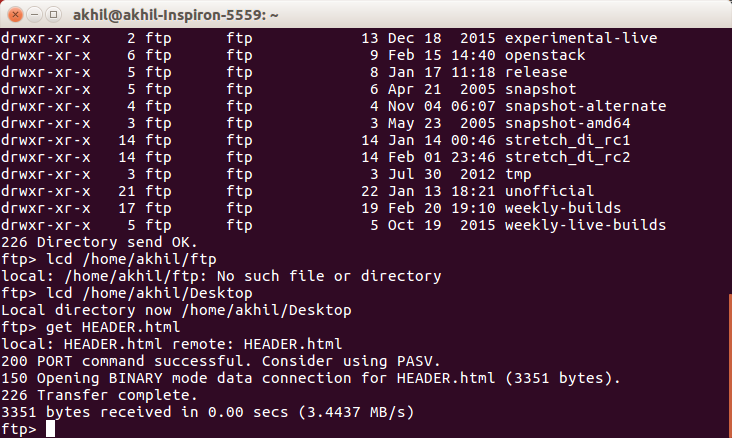 akhil@akhil-Inspiron-5559: ~
drwxr-xr-x    2 ftp      ftp            13 Dec 18  2015 experimental-live
drwxr-xr-x    6 ftp      ftp             9 Feb 15 14:40 openstack
drwxr-xr-x    5 ftp      ftp             8 Jan 17 11:18 release
drwxr-xr-x    5 ftp      ftp             6 Apr 21  2005 snapshot
drwxr-xr-x    4 ftp      ftp             4 Nov 04 06:07 snapshot-alternate
drwxr-xr-x    3 ftp      ftp             3 May 23  2005 snapshot-amd64
drwxr-xr-x   14 ftp      ftp            14 Jan 14 00:46 stretch_di_rc1
drwxr-xr-x   14 ftp      ftp            14 Feb 01 23:46 stretch_di_rc2
drwxr-xr-x    3 ftp      ftp             3 Jul 30  2012 tmp
drwxr-xr-x   21 ftp      ftp            22 Jan 13 18:21 unofficial
drwxr-xr-x   17 ftp      ftp            19 Feb 20 19:10 weekly-builds
drwxr-xr-x    5 ftp      ftp             5 Oct 19  2015 weekly-live-builds
226 Directory send OK.
ftp> lcd /home/akhil/ftp
local: /home/akhil/ftp: No such file or directory
ftp> lcd /home/akhil/Desktop
Local directory now /home/akhil/Desktop
ftp> get HEADER.html
local: HEADER.html remote: HEADER.html
200 PORT command successful. Consider using PASV.
150 Opening BINARY mode data connection for HEADER.html (3351 bytes).
226 Transfer complete.
3351 bytes received in 0.00 secs (3.4437 MB/s)
ftp>